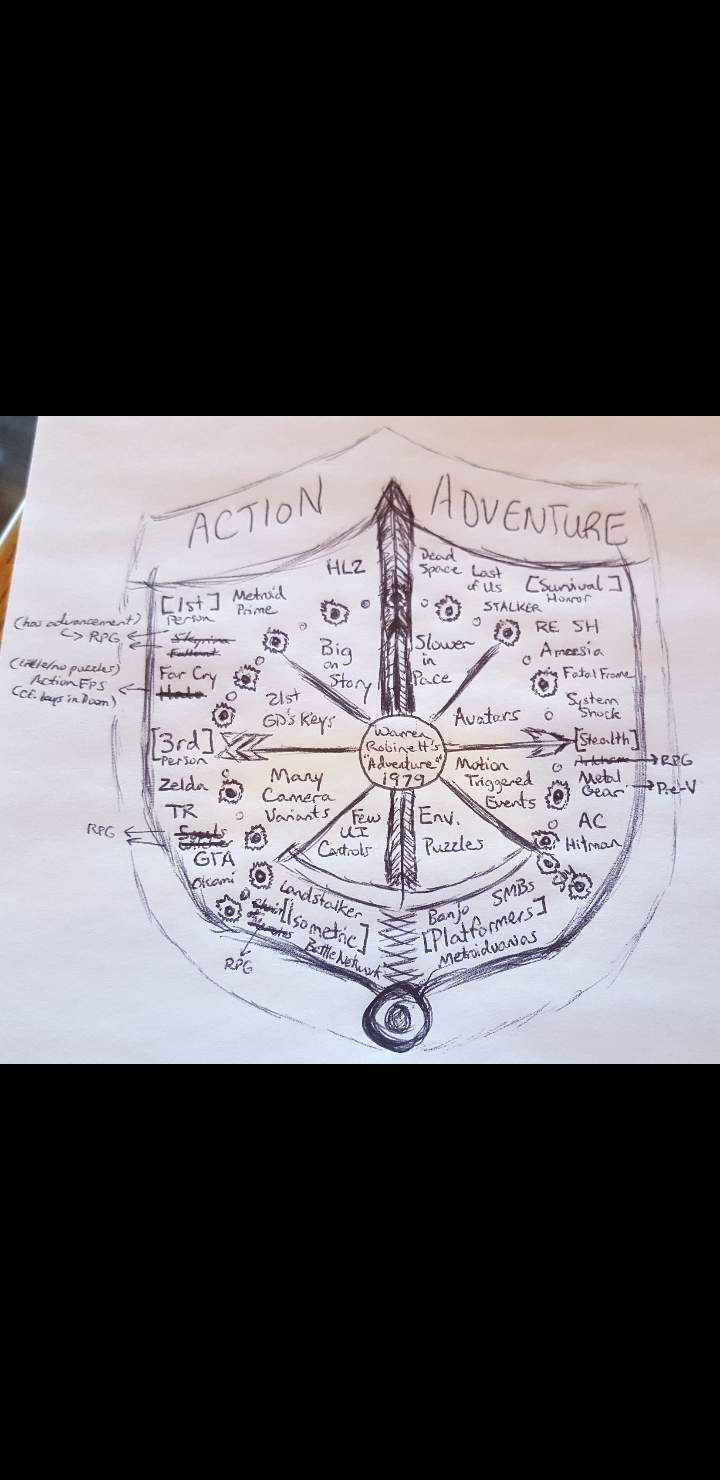 ACTION
ADVENTURE
HL2
Dead
Space
Last
of Us
[Survival]
Horror
[1st]
Person
Metroid
Prime
STALKER
(has advancement)
RPG
Skyrim
Fallout
RE SH
Big
on
Story
Slower
in
Pace
Amnesia
(little/no puzzles)
Action FPS
(cf. keys in Doom)
Far Cry
Halo
Fatal Frame
System
Shock
21st
GD's Keys
Avatars
Warren
Robinett's
"Adventure"
1979
[3rd]
Person
[Stealth]
Arkham
RPG
Zelda
Many
Camera
Variants
Motion
Triggered
Events
Metal
Gear
Pre-V
TR
Few
UI
Controls
Env.
Puzzles
AC
RPG
Souls
Witcher
Hitman
GTA
Okami
Landstalker
[Isometric]
Battle Network
RPG
SMBs
Banjo
[Platformers]
Metroidvanias